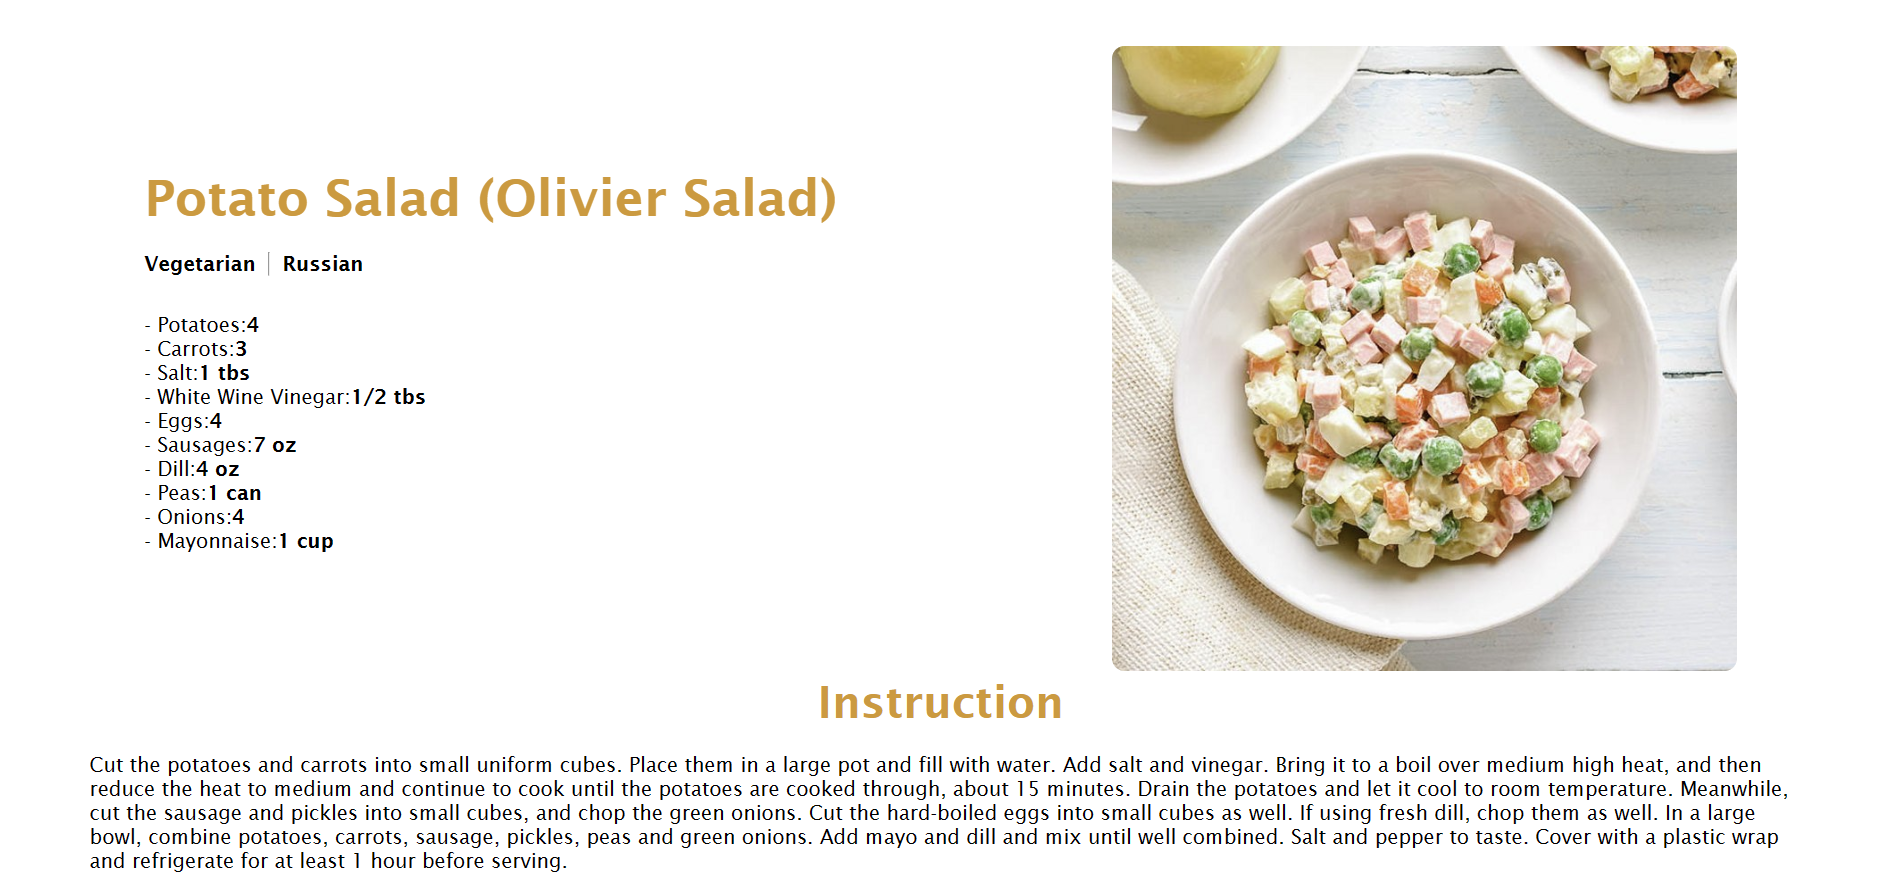 Potato Salad (Olivier Salad)
Vegetarian | Russian
- Potatoes:4
- Carrots:3
- Salt:1 tbs
- White Wine Vinegar:1/2 tbs
- Eggs:4
- Sausages:7 oz
- Dill:4 oz
- Peas:1 can
- Onions:4
- Mayonnaise:1 cup
Instruction
Cut the potatoes and carrots into small uniform cubes. Place them in a large pot and fill with water. Add salt and vinegar. Bring it to a boil over medium high heat, and then
reduce the heat to medium and continue to cook until the potatoes are cooked through, about 15 minutes. Drain the potatoes and let it cool to room temperature. Meanwhile,
cut the sausage and pickles into small cubes, and chop the green onions. Cut the hard-boiled eggs into small cubes as well. If using fresh dill, chop them as well. In a large
bowl, combine potatoes, carrots, sausage, pickles, peas and green onions. Add mayo and dill and mix until well combined. Salt and pepper to taste. Cover with a plastic wrap
and refrigerate for at least 1 hour before serving.